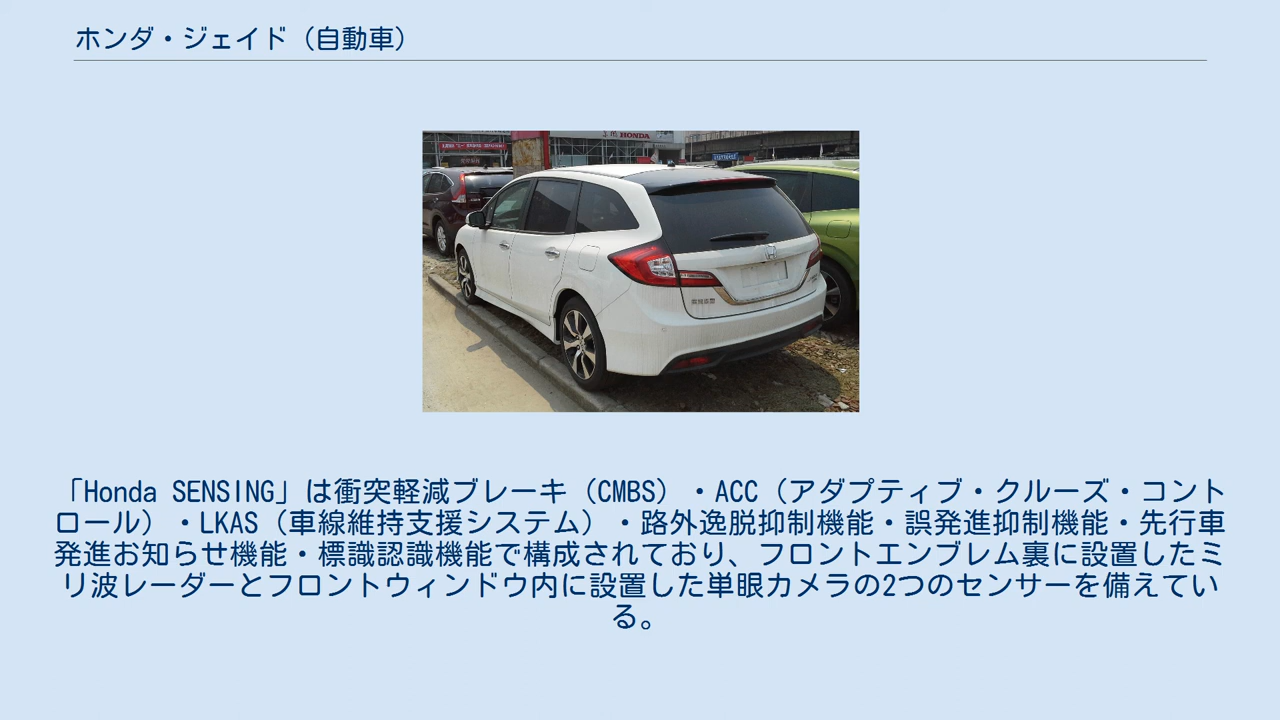 ホンダ・ジェイド（自動車）
HONDA
「Honda SENSING」は衝突軽減ブレーキ（CMBS）・ACC（アダプティブ・クルーズ・コント
ロール）・LKAS（車線維持支援システム）・路外逸脱抑制機能・誤発進抑制機能・先行車
発進お知らせ機能・標識認識機能で構成されており、フロントエンブレム裏に設置したミ
リ波レーダーとフロントウィンドウ内に設置した単眼カメラの2つのセンサーを備えてい
る。